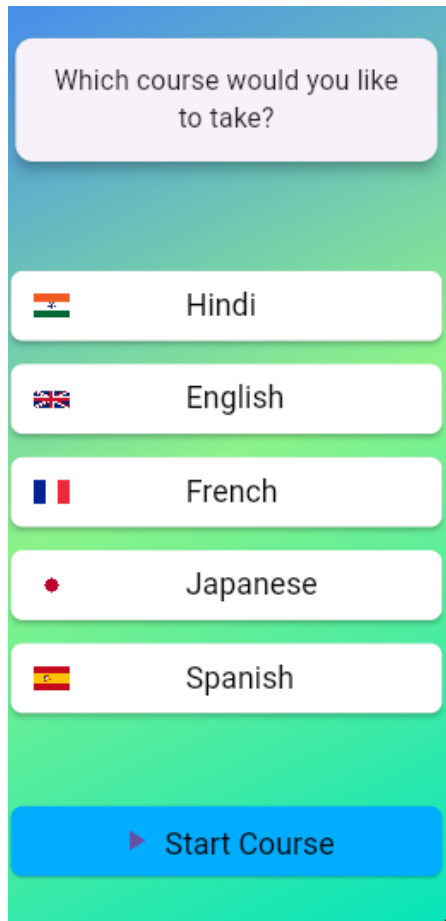 Which course would you like
to take?
Hindi
English
French
Japanese
Spanish
Start Course